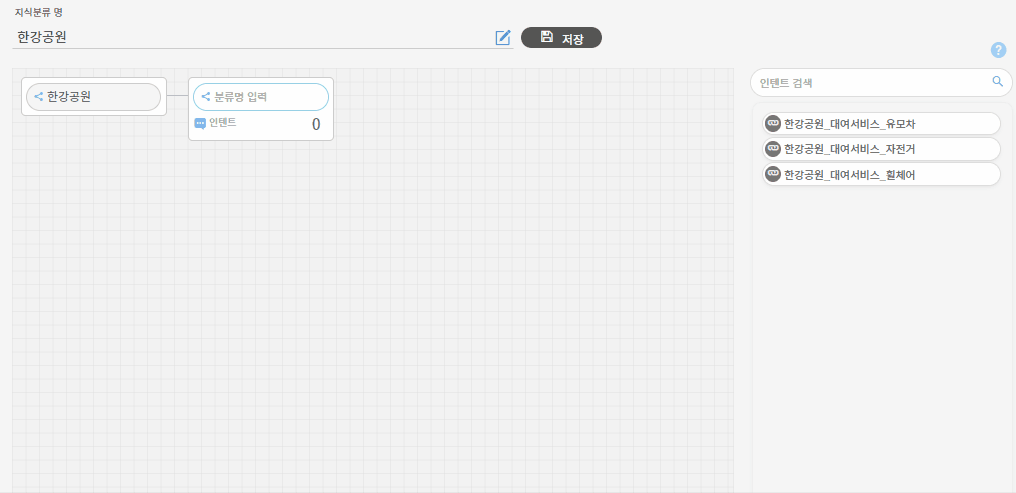 지식분류 명
한강공원
저장
?
한강공원
분류명 입력
인텐트 0
인텐트 검색
한강공원_대여서비스_유모차
한강공원_대여서비스_자전거
한강공원_대여서비스_휠체어